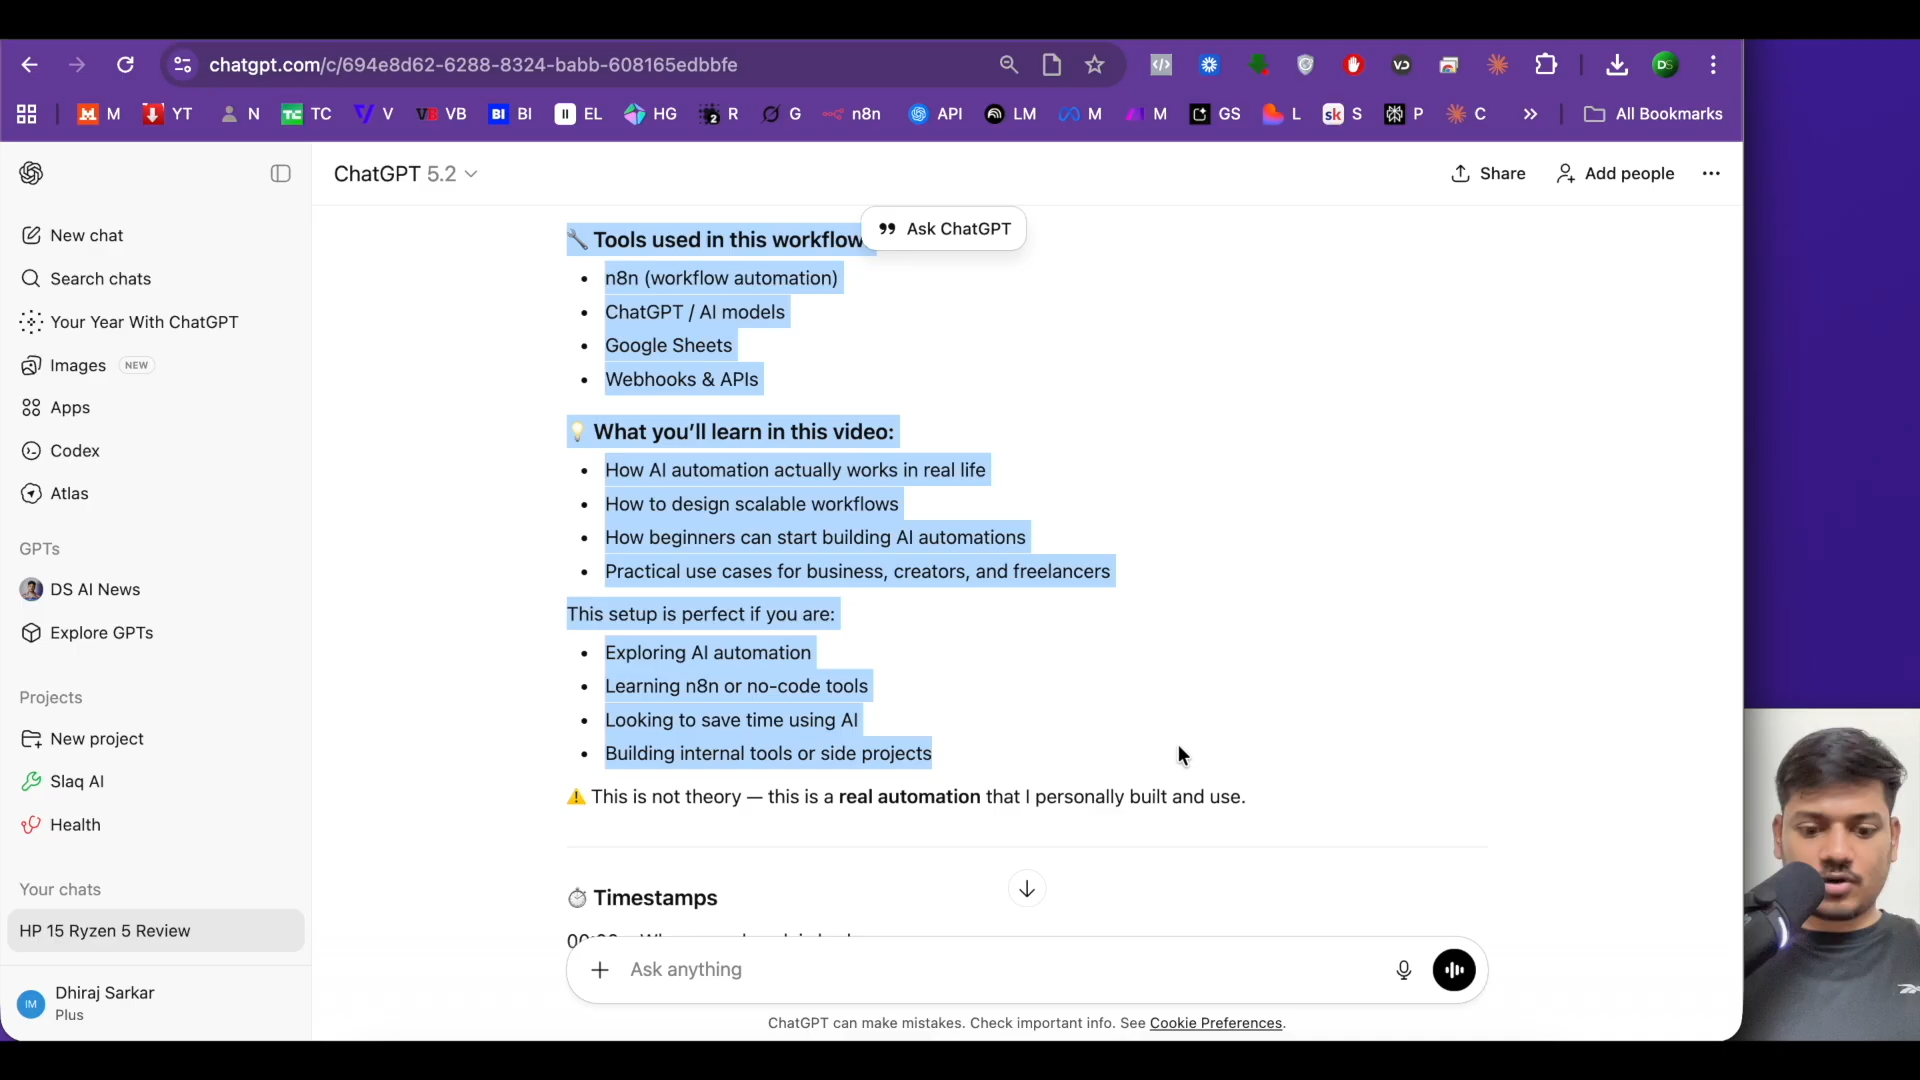 chatgpt.com/c/694e8d62-6288-8324-babb-608165edbbfe
VD
DS
M
YT
N
TC TC
V
VB VB
BI BI
EL
HG
2 R
G
n8n
API
LM
M
M
GS
L
sk S
P
C
All Bookmarks
ChatGPT 5.2
Share
Add people
New chat
Search chats
Your Year With ChatGPT
Images NEW
Apps
Codex
Atlas
GPTs
DS AI News
Explore GPTs
Projects
New project
Slaq AI
Health
Your chats
HP 15 Ryzen 5 Review
IM
Dhiraj Sarkar
Plus
🔧 Tools used in this workflow
Ask ChatGPT
• n8n (workflow automation)
• ChatGPT / AI models
• Google Sheets
• Webhooks & APIs
💡 What you’ll learn in this video:
• How AI automation actually works in real life
• How to design scalable workflows
• How beginners can start building AI automations
• Practical use cases for business, creators, and freelancers
This setup is perfect if you are:
• Exploring AI automation
• Learning n8n or no-code tools
• Looking to save time using AI
• Building internal tools or side projects
⚠️ This is not theory — this is a real automation that I personally built and use.
⏱ Timestamps
Ask anything
ChatGPT can make mistakes. Check important info. See Cookie Preferences.